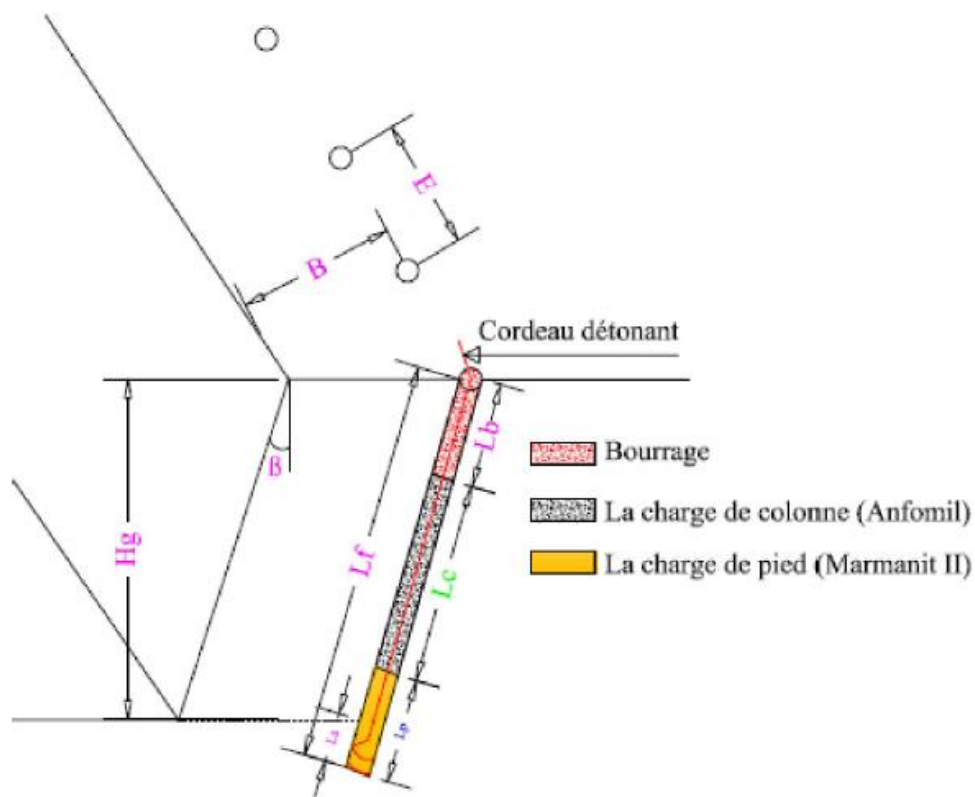 E
B
Cordeau détonant
Lb
ß
Bourrage
La charge de colonne (Anfomil)
Hg
Lf
Lc
La charge de pied (Marmanit II)
Ls
Lp